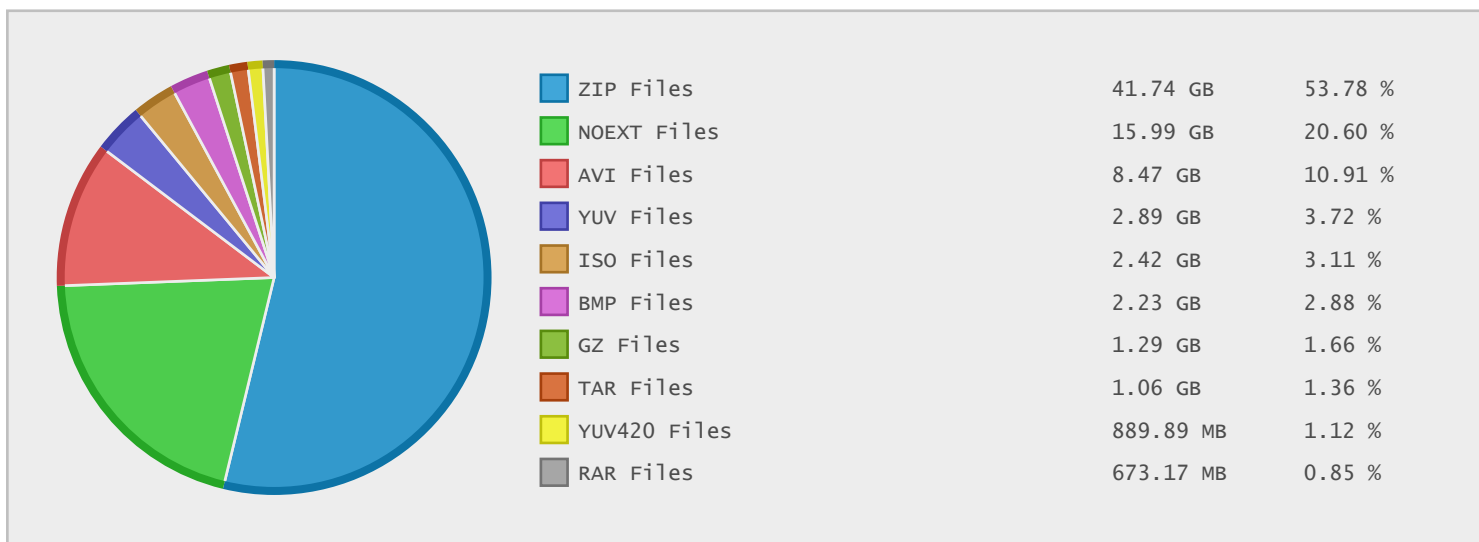 ZIP Files 41.74 GB 53.78 %
NOEXT Files 15.99 GB 20.60 %
AVI Files 8.47 GB 10.91 %
YUV Files 2.89 GB 3.72 %
ISO Files 2.42 GB 3.11 %
BMP Files 2.23 GB 2.88 %
GZ Files 1.29 GB 1.66 %
TAR Files 1.06 GB 1.36 %
YUV420 Files 889.89 MB 1.12 %
RAR Files 673.17 MB 0.85 %